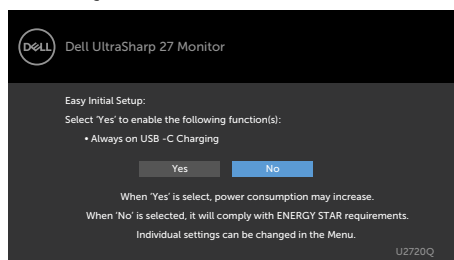 DELL Dell UltraSharp 27 Monitor
Easy Initial Setup:
Select 'Yes' to enable the following function(s):
• Always on USB -C Charging
Yes No
When 'Yes' is select, power consumption may increase.
When 'No' is selected, it will comply with ENERGY STAR requirements.
Individual settings can be changed in the Menu.
U2720Q